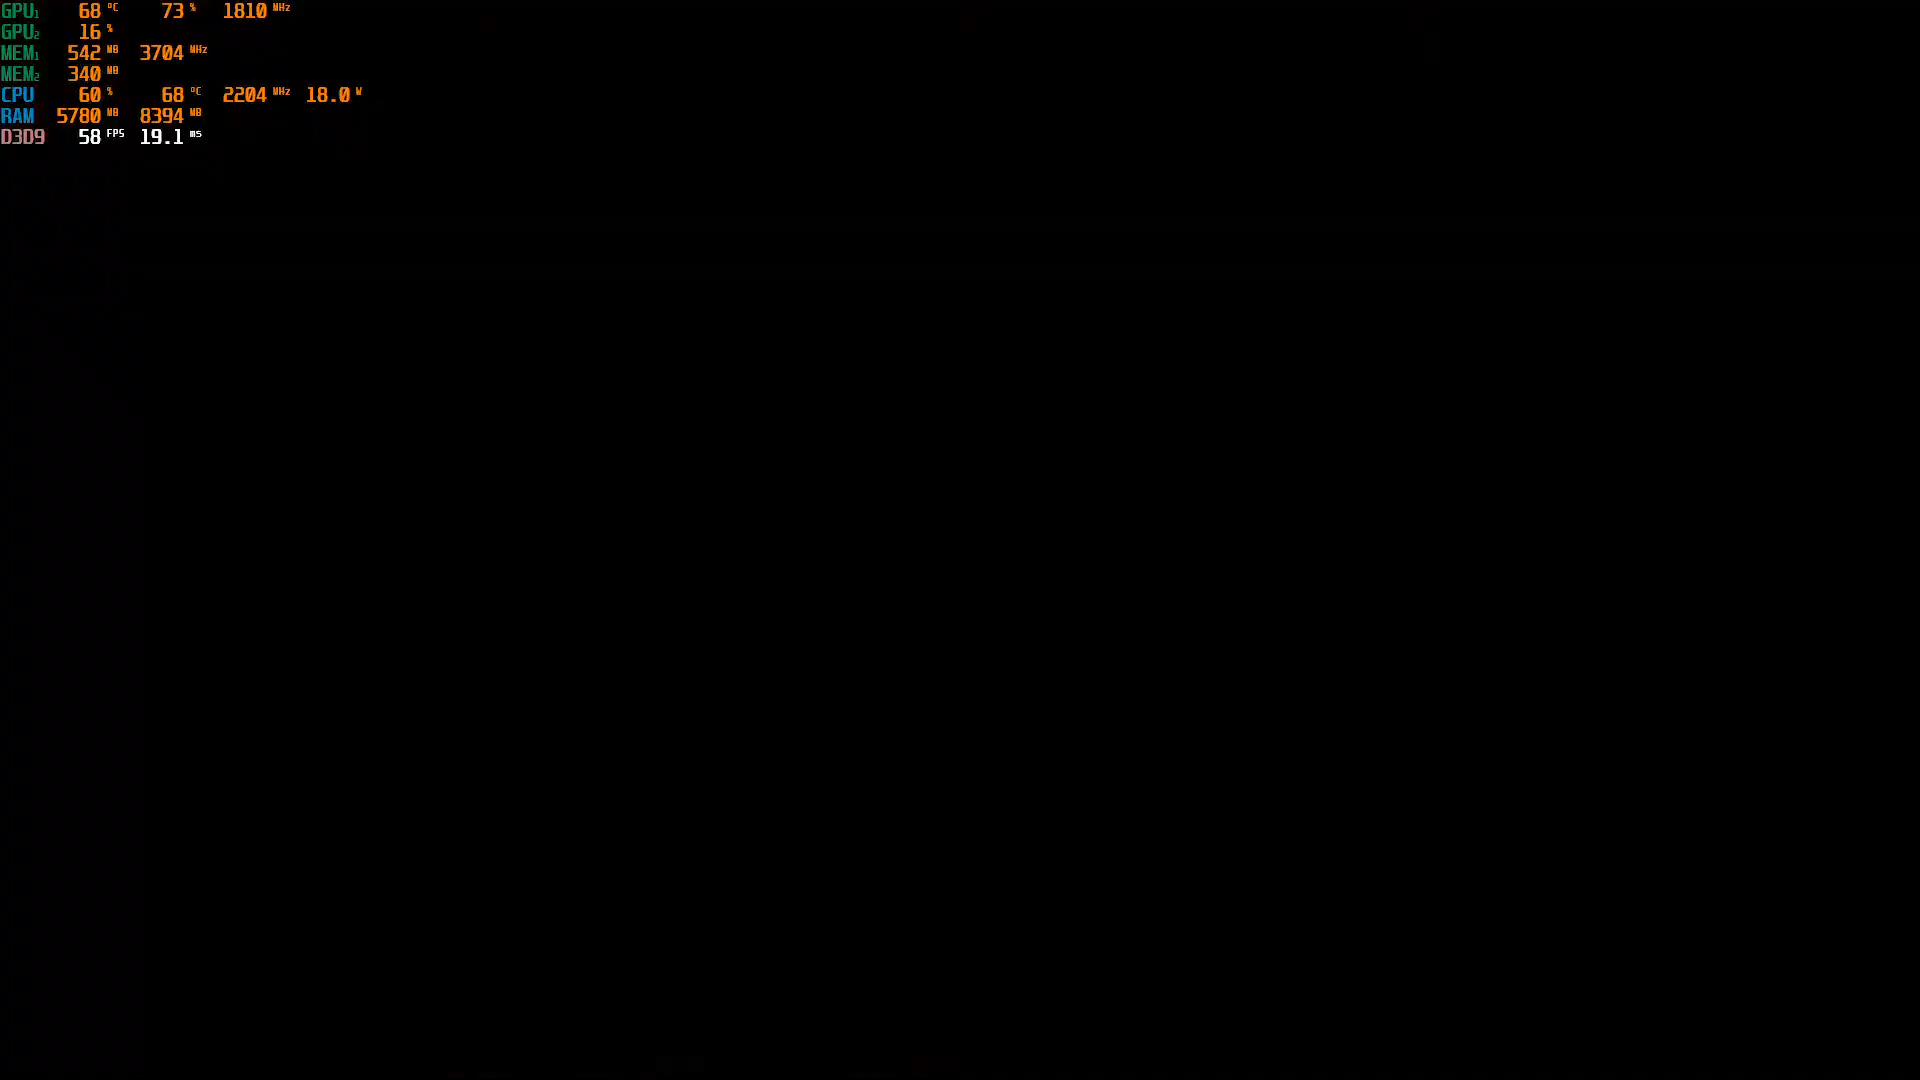 GPU1 68 °C 73 % 1810 MHz
GPU2 16 %
MEM1 542 MB 3704 MHz
MEM2 340 MB
CPU 60 % 68 °C 2204 MHz 18.0 W
RAM 5780 MB 8394 MB
D3D9 58 FPS 19.1 ms